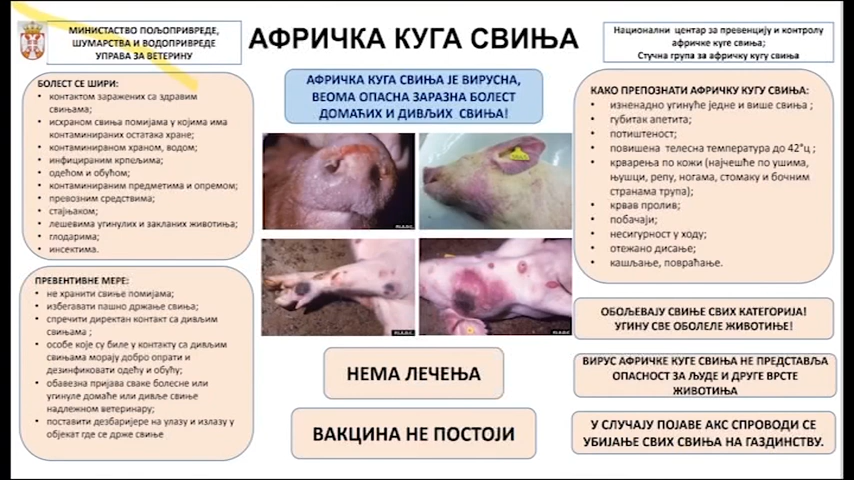 МИНИСТАСТВО ПОЉОПРИВРЕДЕ,
ШУМАРСТВА И ВОДОПРИВРЕДЕ
УПРАВА ЗА ВЕТЕРИНУ
АФРИЧКА КУГА СВИЊА
Национални центар за превенцију и контролу
афричке куге свиња;
Стучна група за афричку кугу свиња
БОЛЕСТ СЕ ШИРИ:
• контактом заражених са здравим
свињама;
• исхраном свиња помијама у којима има
контаминираних остатака хране;
• контаминираном храном, водом;
• инфицираним крпељима;
• одећом и обућом;
• контаминираним предметима и опремом;
• превозним средствима;
• стајњаком;
• лешевима угинулих и закланих животиња;
• глодарима;
• инсектима.
ПРЕВЕНТИВНЕ МЕРЕ:
• не хранити свиње помијама;
• избегавати пашно држање свиња;
• спречити директан контакт са дивљим
свињама ;
• особе које су биле у контакту са дивљим
свињама морају добро опрати и
дезинфиковати одећу и обућу;
• обавезна пријава сваке болесне или
угинуле домаће или дивље свиње
надлежном ветеринару;
• поставити дезбаријере на улазу и излазу у
објекат где се држе свиње
АФРИЧКА КУГА СВИЊА ЈЕ ВИРУСНА,
ВЕОМА ОПАСНА ЗАРАЗНА БОЛЕСТ
ДОМАЋИХ И ДИВЉИХ СВИЊА!
НЕМА ЛЕЧЕЊА
ВАКЦИНА НЕ ПОСТОЈИ
КАКО ПРЕПОЗНАТИ АФРИЧКУ КУГУ СВИЊА:
• изненадно угинуће једне и више свиња ;
• губитак апетита;
• потиштеност;
• повишена телесна температура до 42°ц ;
• кварења по кожи (најчешће по ушима,
њушци, репу, ногама, стомаку и бочним
странама трупа);
• крвав пролив;
• побачаји;
• несигурност у ходу;
• отежано дисање;
• кашљање, повраћање.
ОБОЉЕВАЈУ СВИЊЕ СВИХ КАТЕГОРИЈА!
УГИНУ СВЕ ОБОЛЕЛЕ ЖИВОТИЊЕ!
ВИРУС АФРИЧКЕ КУГЕ СВИЊА НЕ ПРЕДСТАВЉА
ОПАСНОСТ ЗА ЉУДЕ И ДРУГЕ ВРСТЕ
ЖИВОТИЊА
У СЛУЧАЈУ ПОЈАВЕ АКС СПРОВОДИ СЕ
УБИЈАЊЕ СВИХ СВИЊА НА ГАЗДИНСТВУ.